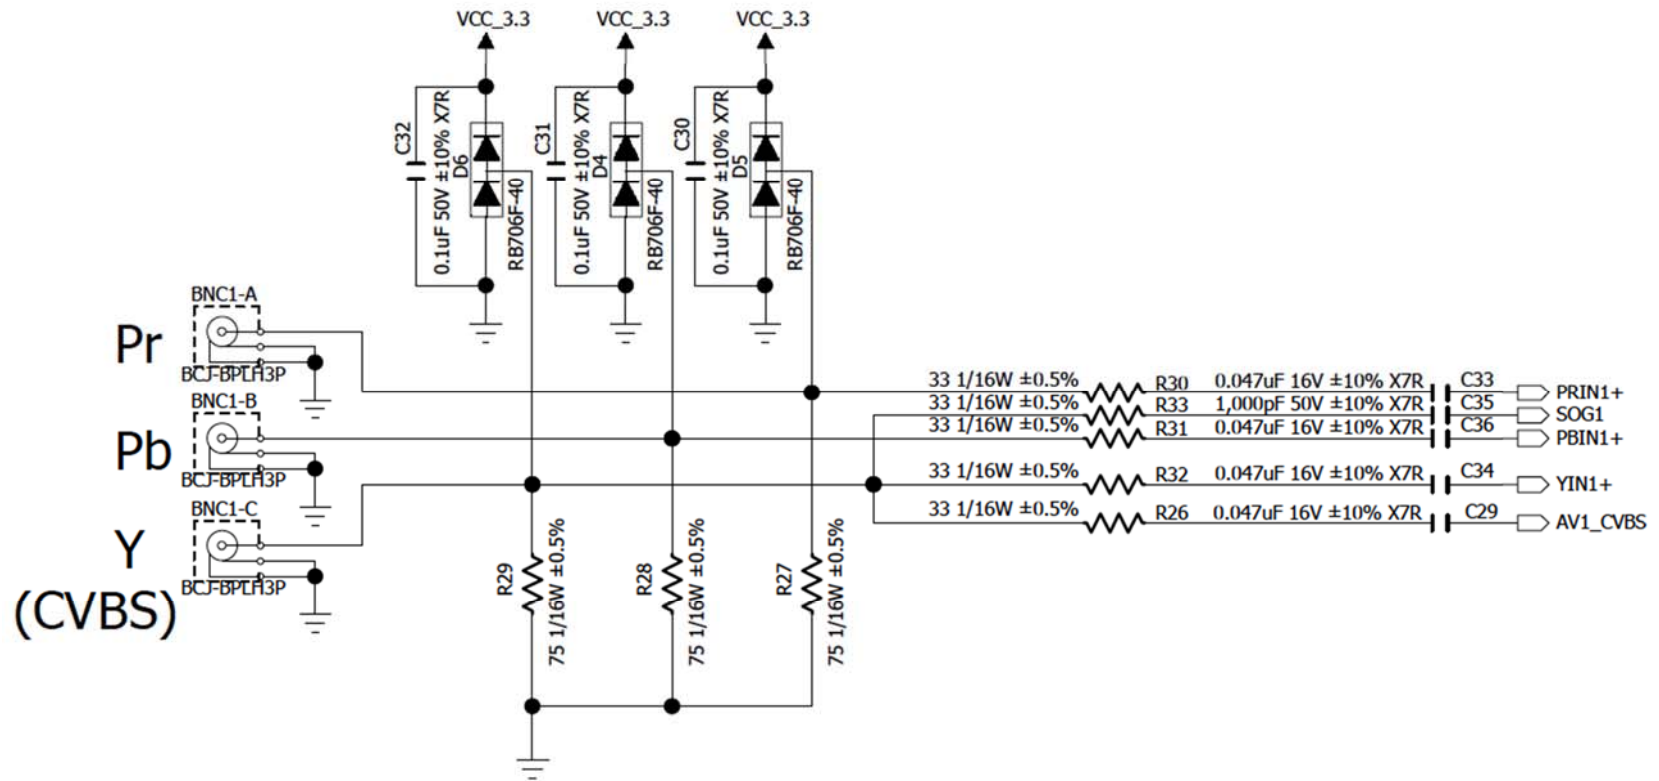 VCC_3.3
VCC_3.3
VCC_3.3
C32
0.1uF 50V ±10% X7R
D6
RB706F-40
C31
0.1uF 50V ±10% X7R
D4
RB706F-40
C30
0.1uF 50V ±10% X7R
D5
RB706F-40
BNC1-A
Pr
BCJ-BPLH3P
BNC1-B
Pb
BCJ-BPLH3P
BNC1-C
Y
(CVBS)
BCJ-BPLH3P
33 1/16W ±0.5% R30 0.047uF 16V ±10% X7R C33 PRIN1+
33 1/16W ±0.5% R33 1,000pF 50V ±10% X7R C35 SOG1
33 1/16W ±0.5% R31 0.047uF 16V ±10% X7R C36 PBIN1+
33 1/16W ±0.5% R32 0.047uF 16V ±10% X7R C34 YIN1+
33 1/16W ±0.5% R26 0.047uF 16V ±10% X7R C29 AV1_CVBS
R29
75 1/16W ±0.5%
R28
75 1/16W ±0.5%
R27
75 1/16W ±0.5%